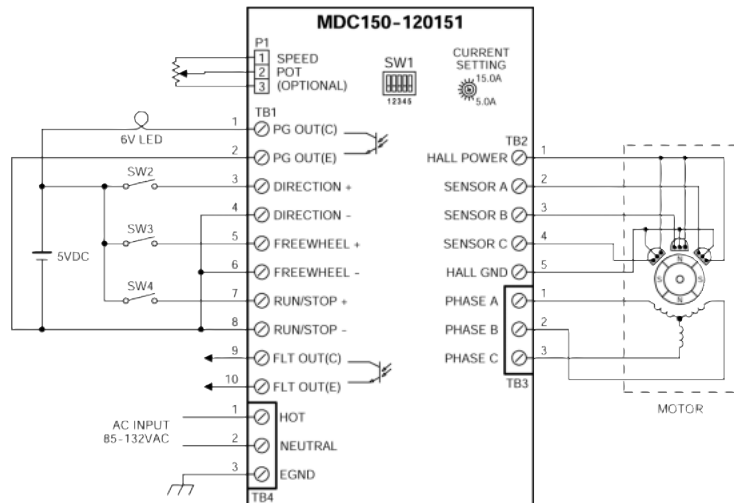 MDC150-120151
P1
1 SPEED
2 POT
3 (OPTIONAL)
SW1
12345
CURRENT
SETTING
15.0A
5.0A
TB1
1 PG OUT(C)
6V LED
2 PG OUT(E)
SW2
3 DIRECTION +
4 DIRECTION -
SW3
5 FREEWHEEL +
5VDC
6 FREEWHEEL -
SW4
7 RUN/STOP +
8 RUN/STOP -
9 FLT OUT(C)
10 FLT OUT(E)
AC INPUT
85-132VAC
1 HOT
2 NEUTRAL
3 EGND
TB4
TB2
HALL POWER 1
SENSOR A 2
SENSOR B 3
SENSOR C 4
HALL GND 5
PHASE A 1
PHASE B 2
PHASE C 3
TB3
N
S
S
N
MOTOR